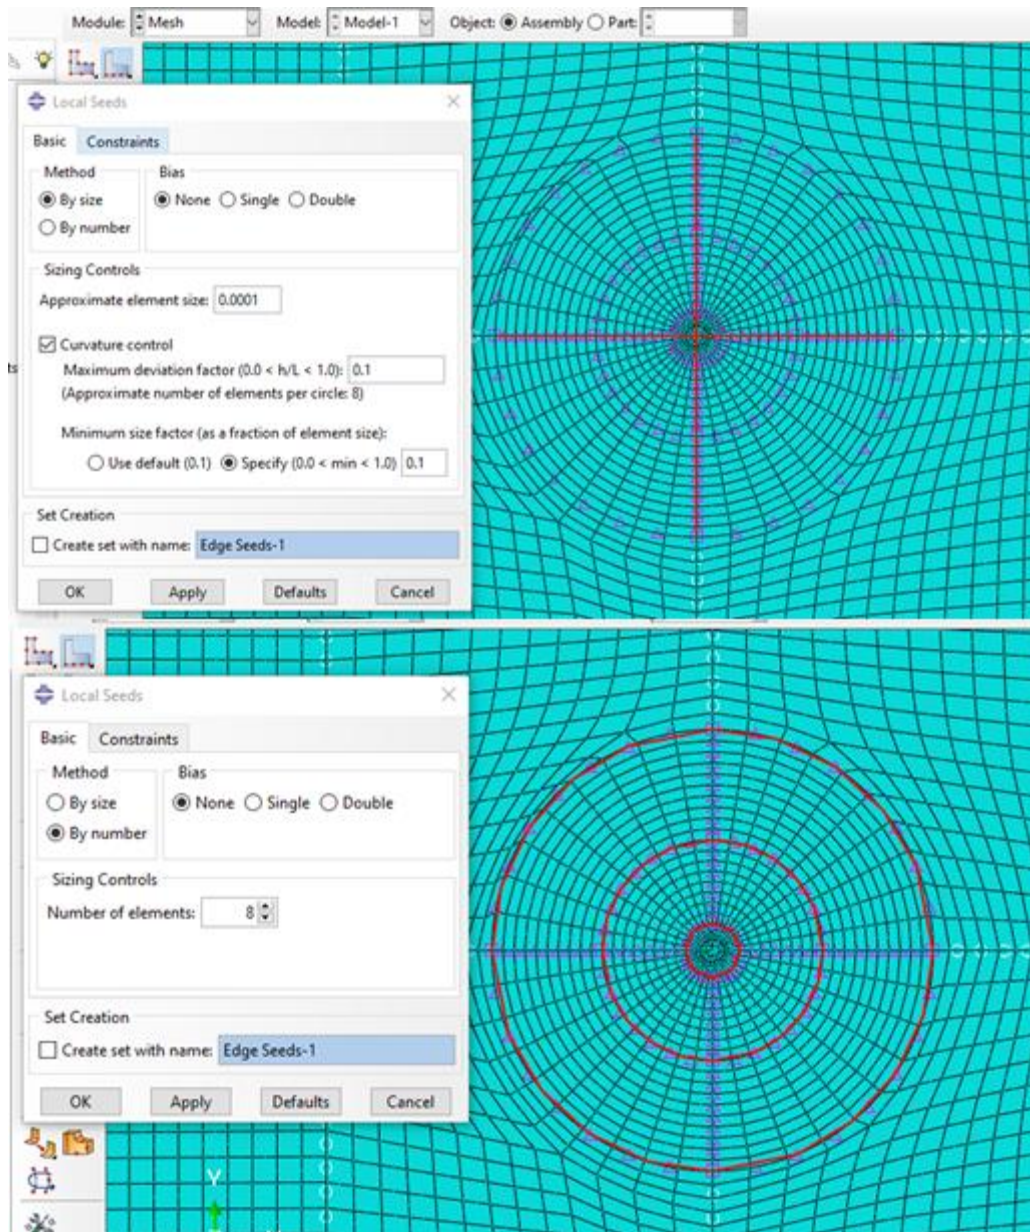 Module: Mesh Model: Model-1 Object: Assembly Part:
Local Seeds
Basic Constraints
Method Bias
By size None Single Double
By number
Sizing Controls
Approximate element size: 0.0001
Curvature control
Maximum deviation factor (0.0 < h/L < 1.0): 0.1
(Approximate number of elements per circle: 8)
Minimum size factor (as a fraction of element size):
Use default (0.1) Specify (0.0 < min < 1.0) 0.1
Set Creation
Create set with name: Edge Seeds-1
OK Apply Defaults Cancel
Local Seeds
Basic Constraints
Method Bias
By size None Single Double
By number
Sizing Controls
Number of elements: 8
Set Creation
Create set with name: Edge Seeds-1
OK Apply Defaults Cancel
Y